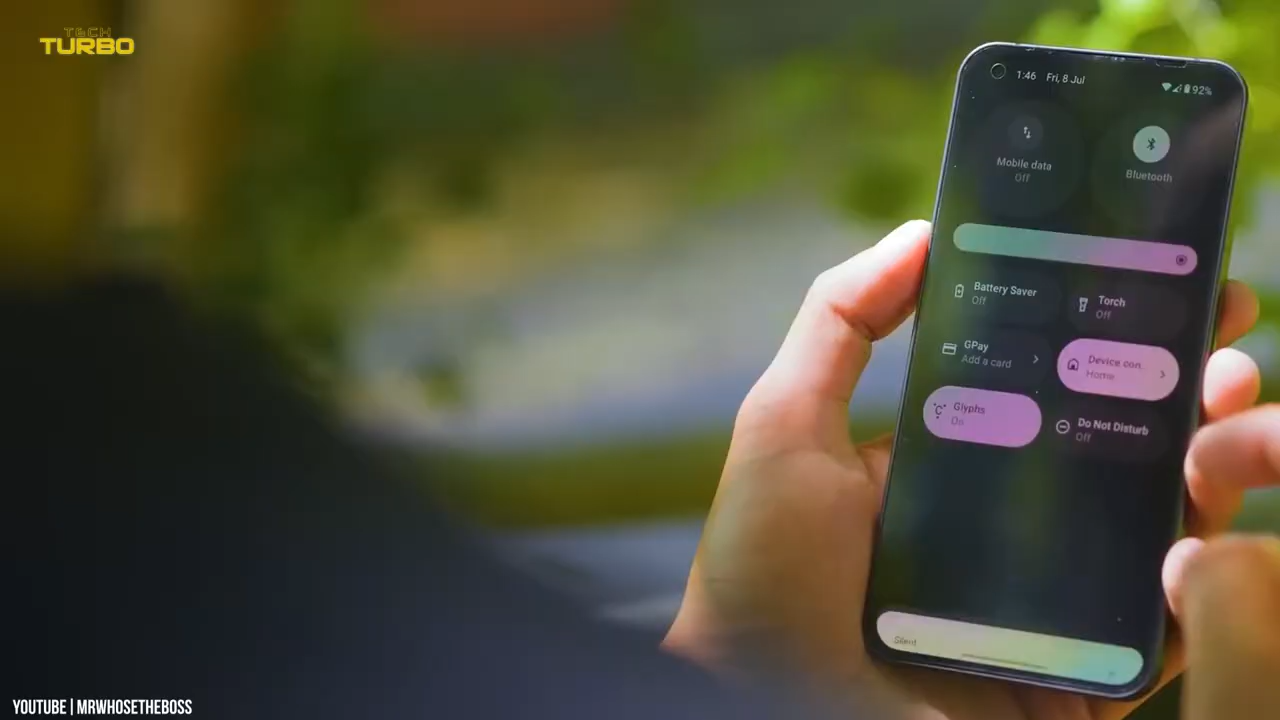 TECH
TURBO
1:46 Fri, 8 Jul
92%
Mobile data
Off
Bluetooth
Battery Saver
Off
Torch
Off
GPay
Add a card
Device con.
Home
Glyphs
On
Do Not Disturb
Off
Silent
YOUTUBE | MRWHOSETHEBOSS